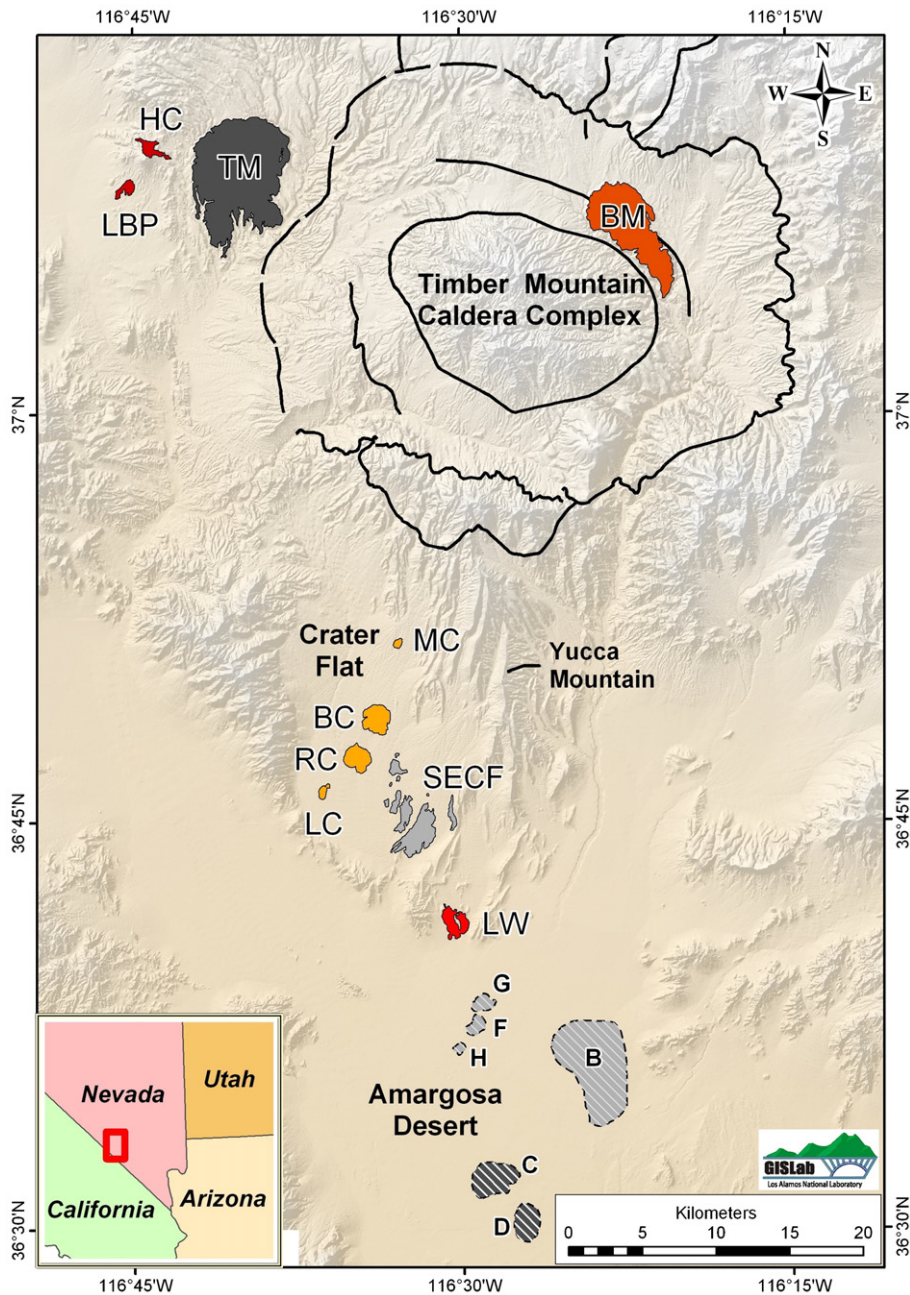 116°45'W
116°30'W
116°15'W
N
W
E
S
HC
TM
LBP
BM
Timber Mountain
Caldera Complex
37°N
37°N
Crater
Flat
MC
Yucca
Mountain
BC
RC
SECF
LC
36°45'N
36°45'N
LW
G
F
H
B
Amargosa
Desert
C
D
Nevada
Utah
California
Arizona
GISLab
Los Alamos National Laboratory
Kilometers
0 5 10 15 20
36°30'N
36°30'N
116°45'W
116°30'W
116°15'W